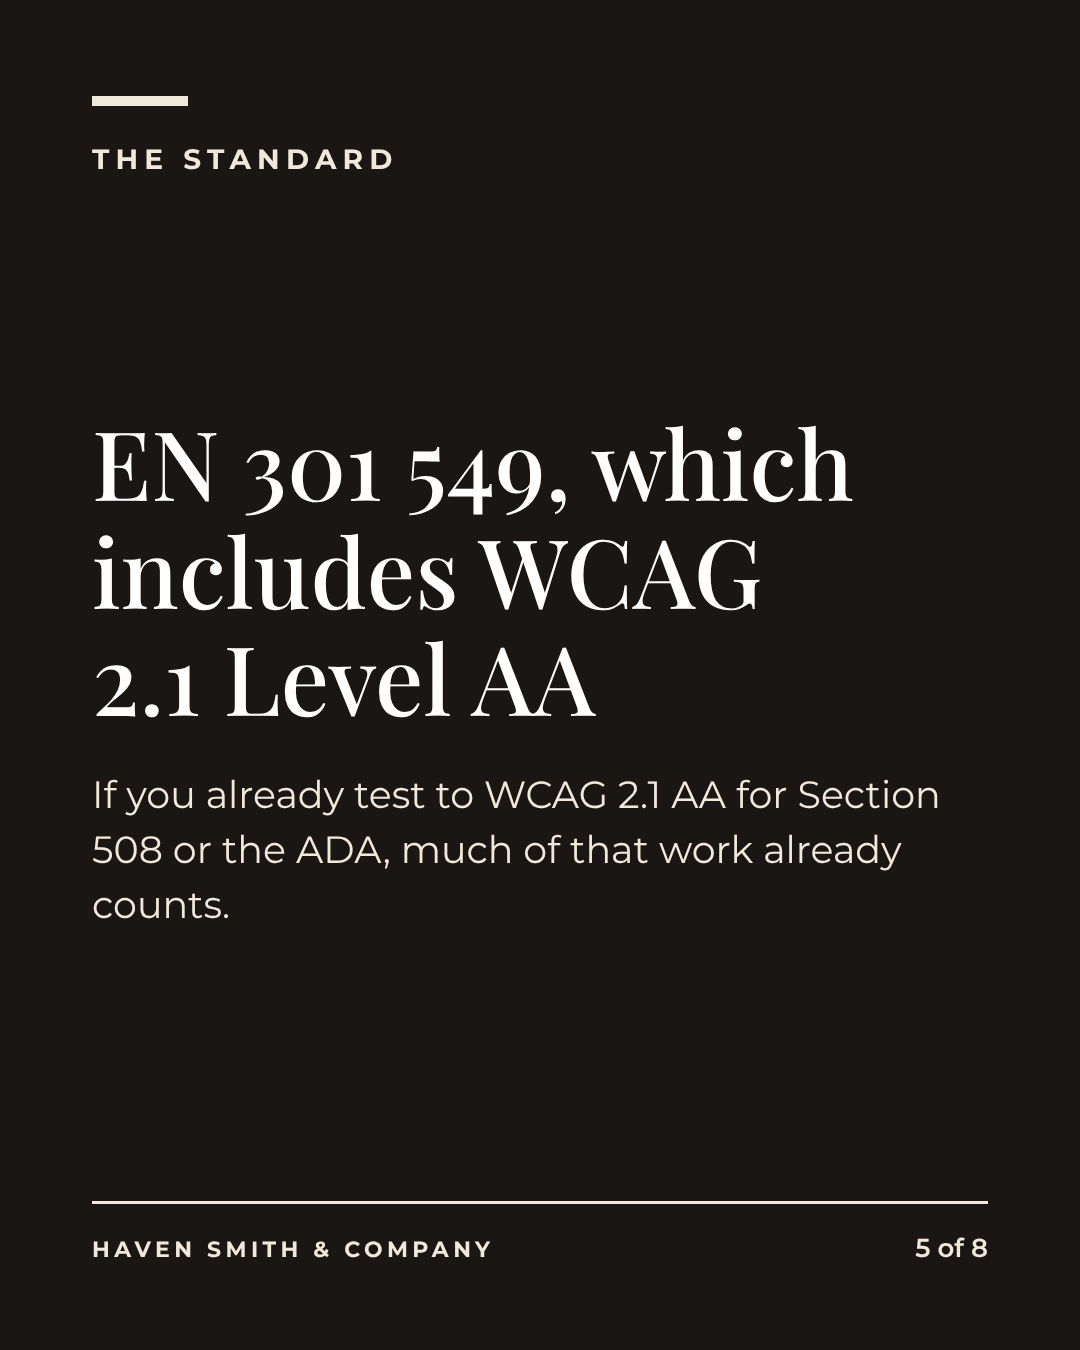 THE STANDARD
EN 301 549, which
includes WCAG
2.1 Level AA
If you already test to WCAG 2.1 AA for Section
508 or the ADA, much of that work already
counts.
HAVEN SMITH & COMPANY
5 of 8